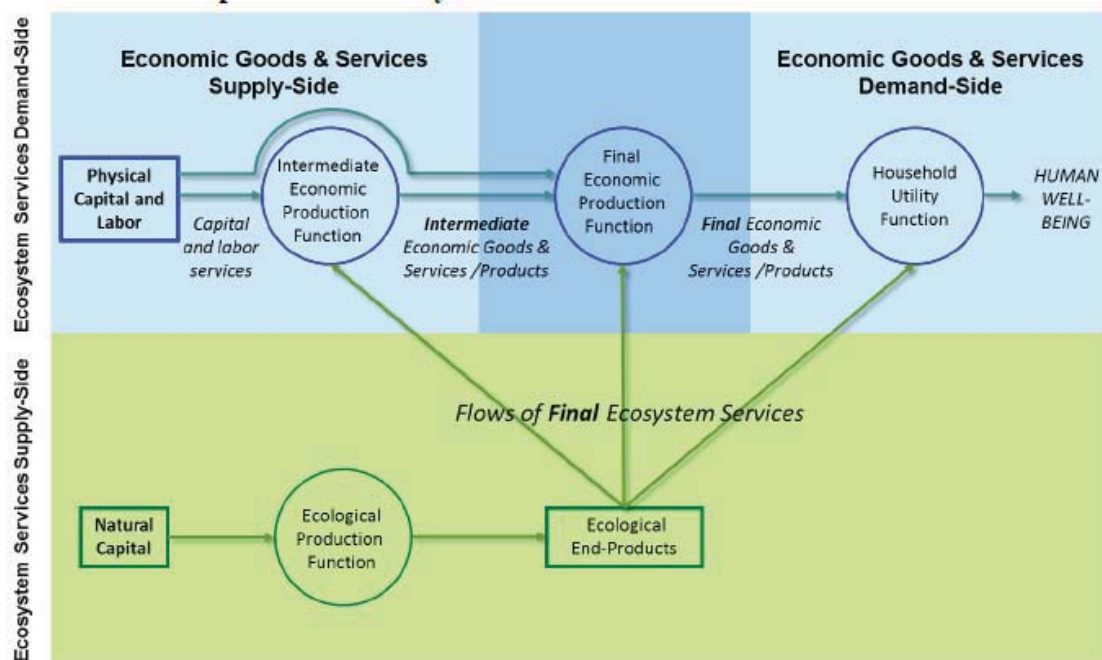 Economic Goods & Services
Supply-Side
Economic Goods & Services
Demand-Side
Ecosystem Services Demand-Side
Physical
Capital and
Labor
Capital
and labor
services
Intermediate
Economic
Production
Function
Intermediate
Economic Goods &
Services /Products
Final
Economic
Production
Function
Final Economic
Goods &
Services /Products
Household
Utility
Function
HUMAN
WELL-
BEING
Ecosystem Services Supply-Side
Flows of Final Ecosystem Services
Natural
Capital
Ecological
Production
Function
Ecological
End-Products